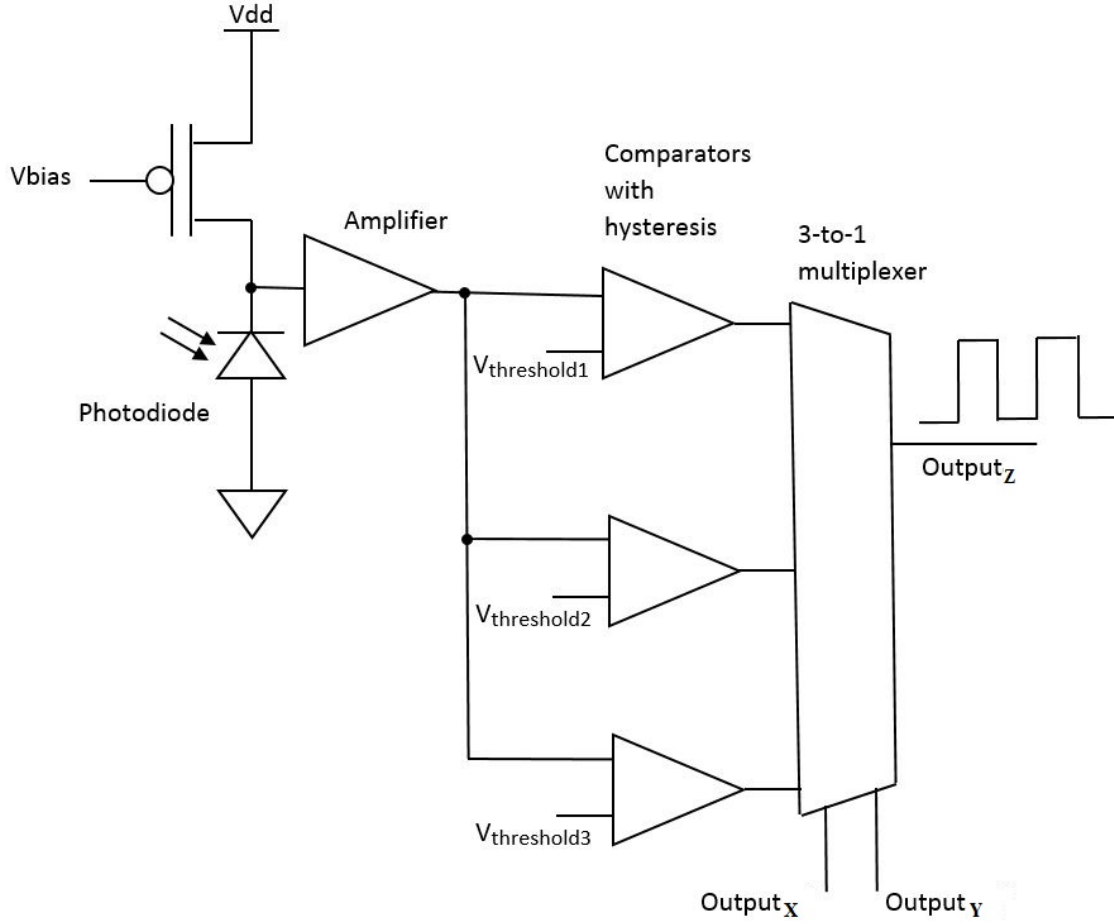 Vdd
Vbias
Amplifier
Comparators
with
hysteresis
3-to-1
multiplexer
Vthreshold1
Photodiode
OutputZ
Vthreshold2
Vthreshold3
OutputX
OutputY